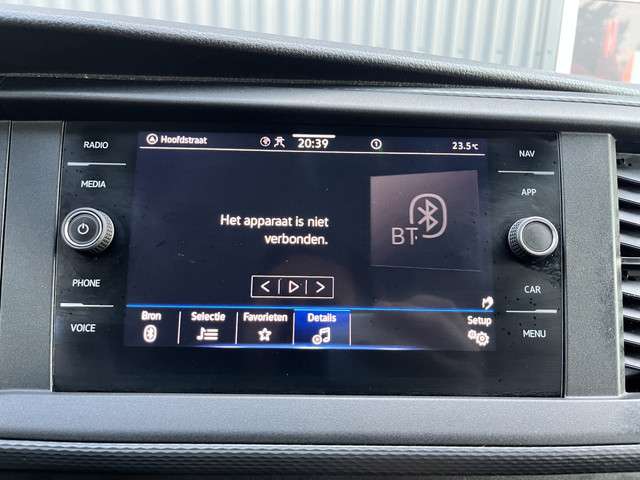 RADIO
MEDIA
PHONE
VOICE
Hoofdstraat 20:39 1 23.5°C
Het apparaat is niet
verbonden.
BT
Bron Selectie Favorieten Details Setup
NAV
APP
CAR
MENU